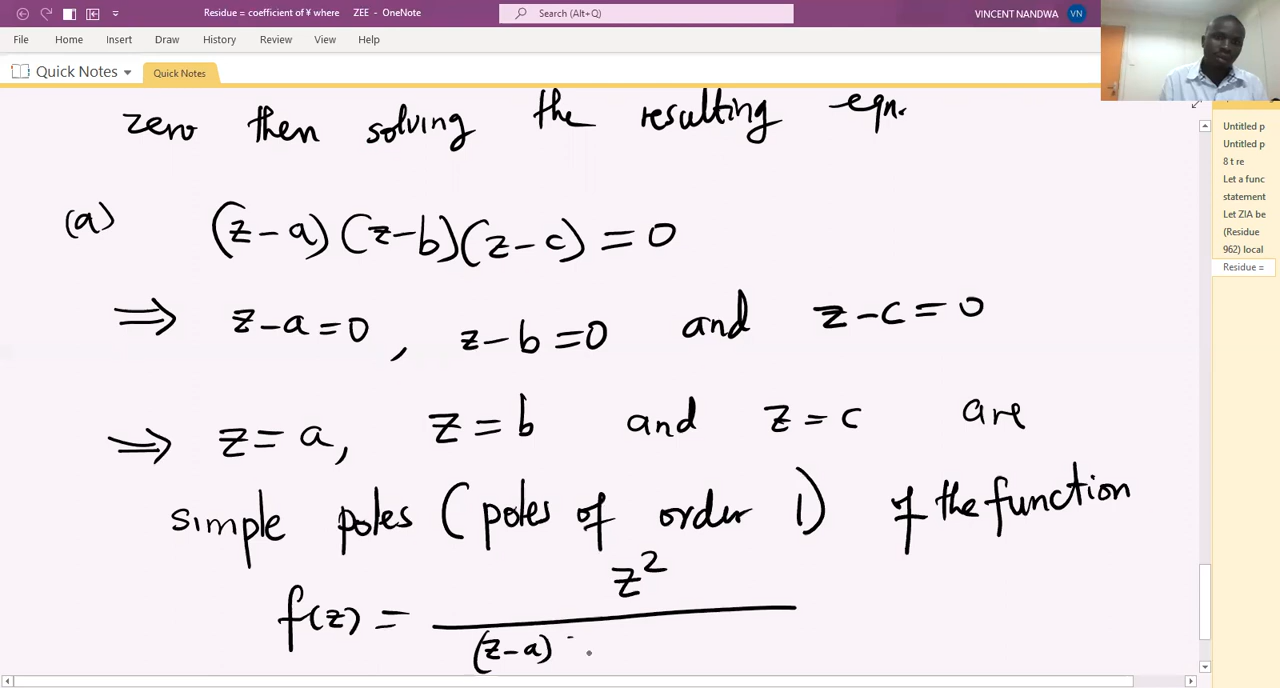 Residue = coefficient of ¥ where ZEE - OneNote
Search (Alt+Q)
VINCENT NANDWA VN
File Home Insert Draw History Review View Help
Quick Notes
Quick Notes
zero then solving the resulting eqn.
(a) (z-a)(z-b)(z-c)=0
⟹ z-a=0, z-b=0 and z-c=0
⟹ z=a, z=b and z=c are
simple poles (poles of order 1) of the function
z²
f(z) =
(z-a)
Untitled p
Untitled p
8 t re
Let a func
statement
Let ZIA be
(Residue
962) local
Residue =